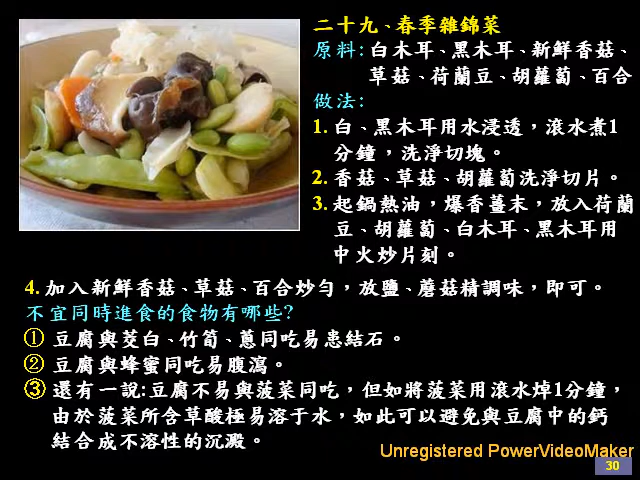 二十九、春季雜錦菜
原料: 白木耳、黑木耳、新鮮香菇、
草菇、荷蘭豆、胡蘿蔔、百合
做法:
1. 白、黑木耳用水浸透，滾水煮1
分鐘，洗淨切塊。
2. 香菇、草菇、胡蘿蔔洗淨切片。
3. 起鍋熱油，爆香薑末，放入荷蘭
豆、胡蘿蔔、白木耳、黑木耳用
中火炒片刻。
4. 加入新鮮香菇、草菇、百合炒勻，放鹽、蘑菇精調味，即可。
不宜同時進食的食物有哪些?
① 豆腐與茭白、竹筍、蔥同吃易患結石。
② 豆腐與蜂蜜同吃易腹瀉。
③ 還有一說:豆腐不易與菠菜同吃，但如將菠菜用滾水焯1分鐘，
由於菠菜所含草酸極易溶于水，如此可以避免與豆腐中的鈣
結合成不溶性的沉澱。
Unregistered PowerVideoMaker
30